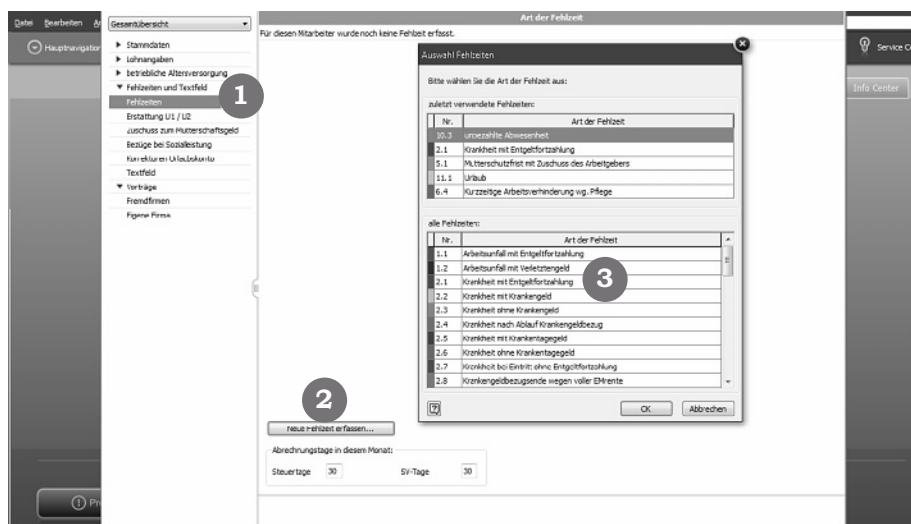 Datei Bearbeiten
Hauptnavigation
Gesamtübersicht
Stammdaten
Lohnangaben
betriebliche Altersversorgung
Fehlzeiten und Textfeld
Fehlzeiten
Erstattung U1 / U2
Zuschuss zum Mutterschaftsgeld
Bezüge bei Sozialleistung
Korrekturen Urlaubskonto
Textfeld
Vorträge
Fremdfirmen
Eigene Firma
1
Art der Fehlzeit
Für diesen Mitarbeiter wurde noch keine Fehlzeit erfasst.
Auswahl Fehlzeiten
Bitte wählen Sie die Art der Fehlzeit aus:
zuletzt verwendete Fehlzeiten:
Nr. Art der Fehlzeit
10.3 unbezahlte Abwesenheit
2.1 Krankheit mit Entgeltfortzahlung
5.1 Mutterschutzfrist mit Zuschuss des Arbeitgebers
11.1 Urlaub
6.4 Kurzzeitige Arbeitsverhinderung wg. Pflege
alle Fehlzeiten:
Nr. Art der Fehlzeit
1.1 Arbeitsunfall mit Entgeltfortzahlung
1.2 Arbeitsunfall mit Verletztengeld
2.1 Krankheit mit Entgeltfortzahlung
2.2 Krankheit mit Krankengeld
2.3 Krankheit ohne Krankengeld
2.4 Krankheit nach Ablauf Krankengeldbezug
2.5 Krankheit mit Krankentagegeld
2.6 Krankheit ohne Krankentagegeld
2.7 Krankheit bei Eintritt ohne Entgeltfortzahlung
2.8 Krankengeldbezugsende wegen voller EMrente
3
OK Abbrechen
2
Neue Fehlzeit erfassen...
Abrechnungstage in diesem Monat:
Steuertage 30 SV-Tage 30
Service C
Info Center